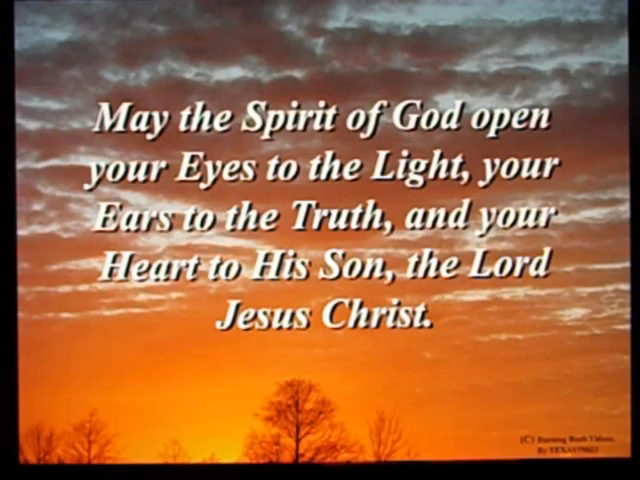 May the Spirit of God open
your Eyes to the Light, your
Ears to the Truth, and your
Heart to His Son, the Lord
Jesus Christ.
(C) Burning Bush Videos.
By